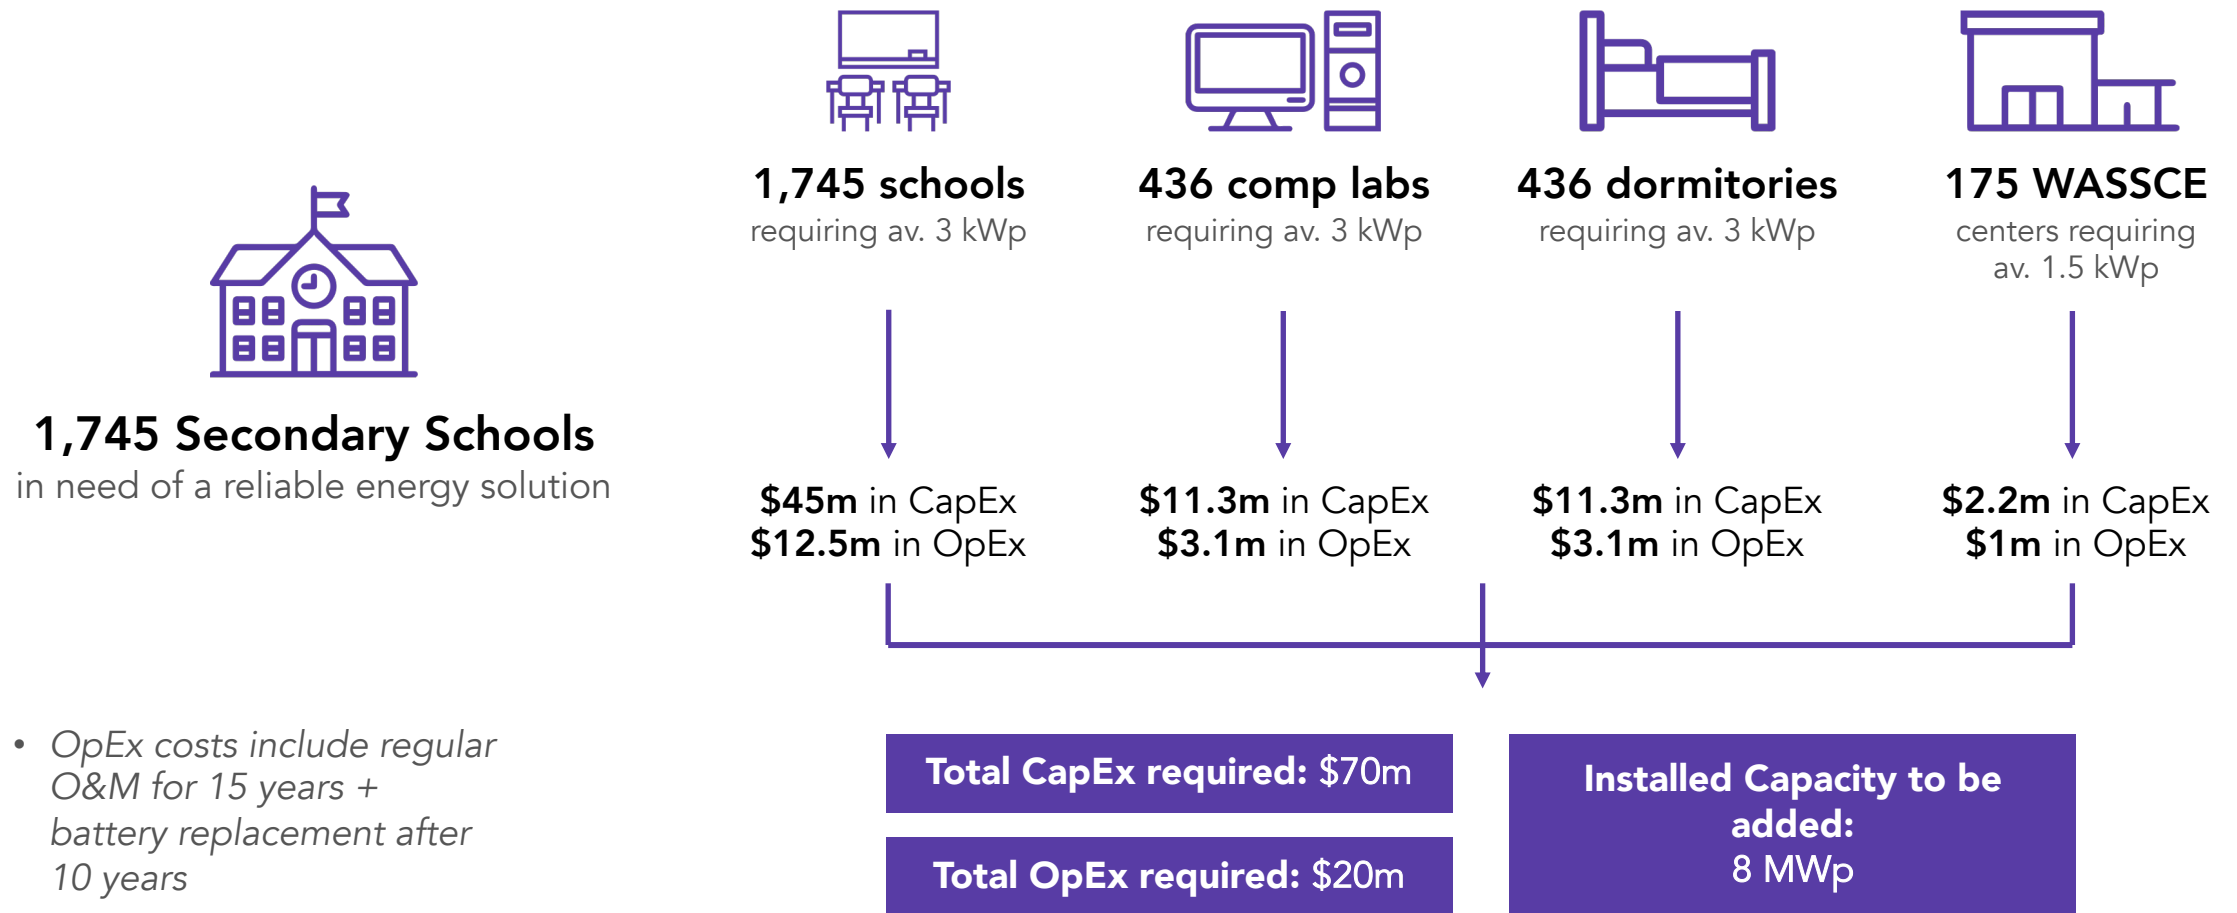 1,745 Secondary Schools
in need of a reliable energy solution
• OpEx costs include regular
O&M for 15 years +
battery replacement after
10 years
1,745 schools
requiring av. 3 kWp
$45m in CapEx
$12.5m in OpEx
436 comp labs
requiring av. 3 kWp
$11.3m in CapEx
$3.1m in OpEx
436 dormitories
requiring av. 3 kWp
$11.3m in CapEx
$3.1m in OpEx
175 WASSCE
centers requiring
av. 1.5 kWp
$2.2m in CapEx
$1m in OpEx
Total CapEx required: $70m
Total OpEx required: $20m
Installed Capacity to be
added:
8 MWp